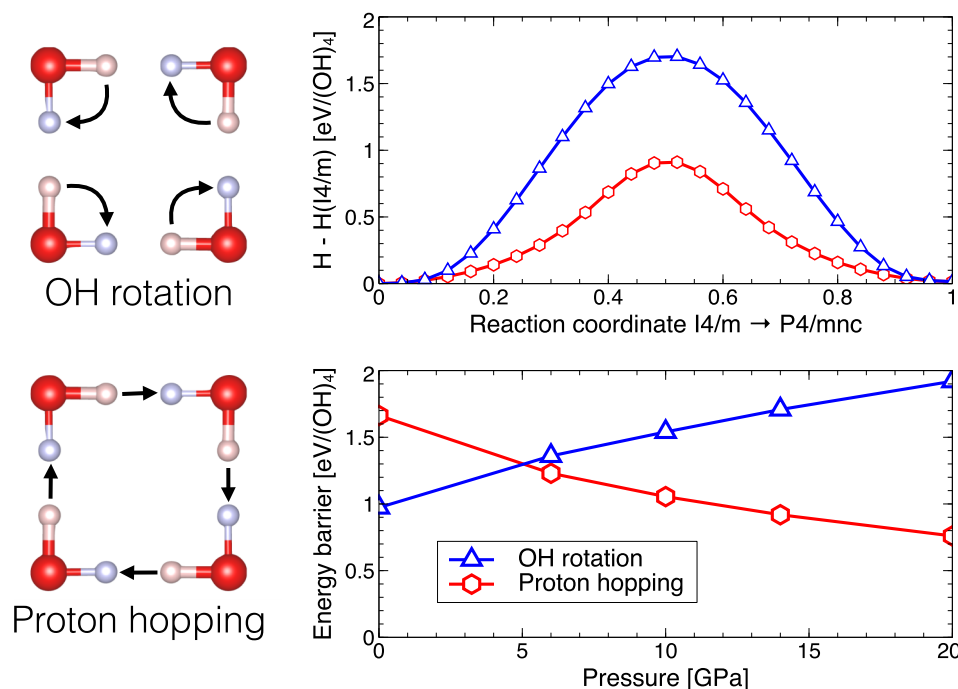 OH rotation
Proton hopping
H - H(I4/m) [eV/(OH)4]
2
1.5
1
0.5
0
0 0.2 0.4 0.6 0.8 1
Reaction coordinate I4/m → P4/mnc
Energy barrier [eV/(OH)4]
2
1.5
1
0.5
0
OH rotation
Proton hopping
0 5 10 15 20
Pressure [GPa]